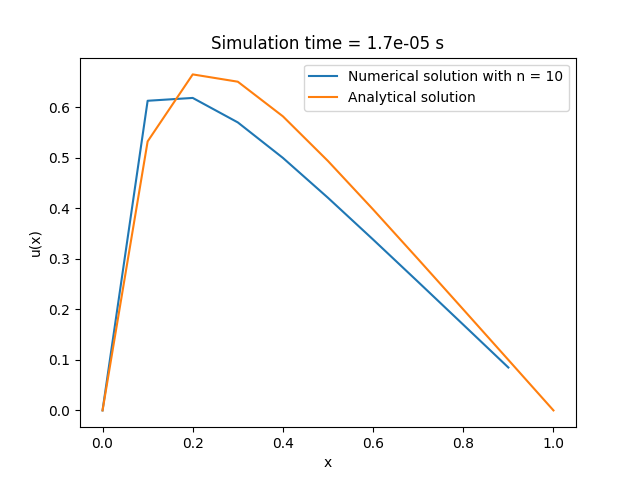 Simulation time = 1.7e-05 s
Numerical solution with n = 10
Analytical solution
u(x)
0.6
0.5
0.4
0.3
0.2
0.1
0.0
0.0 0.2 0.4 0.6 0.8 1.0
x